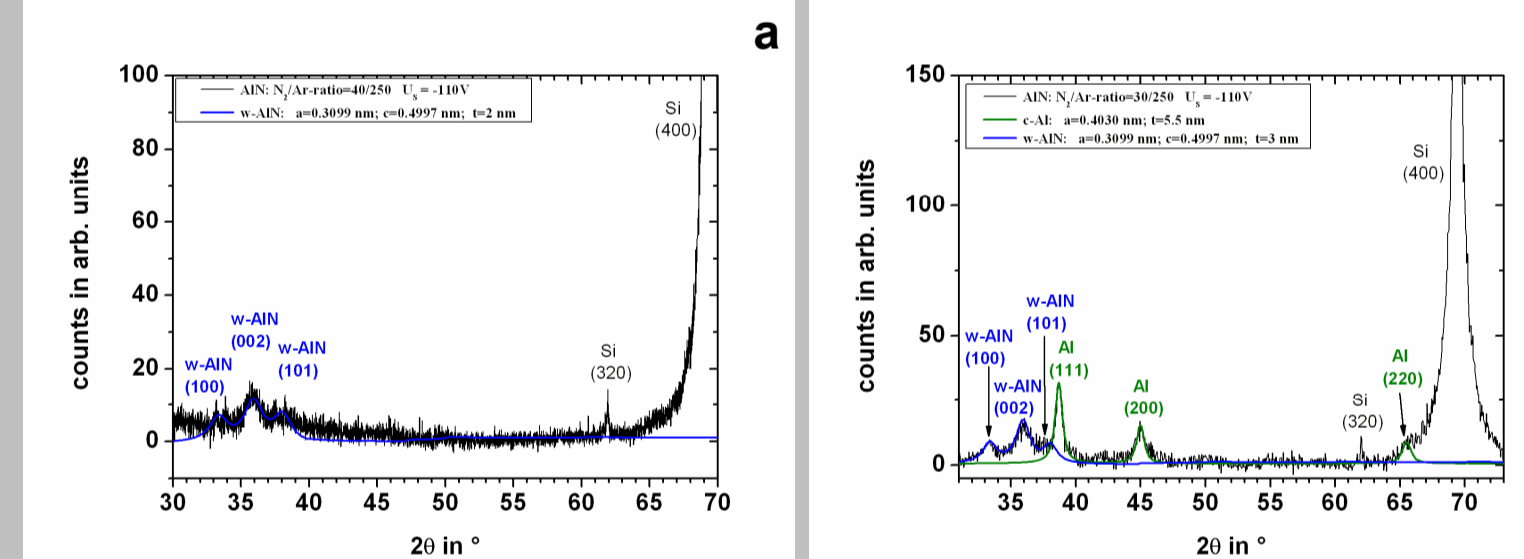 a
100
80
60
40
20
0
counts in arb. units
AlN: N2/Ar-ratio=40/250 Us = -110V
w-AlN: a=0.3099 nm; c=0.4997 nm; t=2 nm
Si
(400)
w-AlN
(002)
w-AlN
(101)
w-AlN
(100)
Si
(320)
30 35 40 45 50 55 60 65 70
2θ in °
150
100
50
0
counts in arb. units
AlN: N2/Ar-ratio=30/250 Us = -110V
c-Al: a=0.4030 nm; t=5.5 nm
w-AlN: a=0.3099 nm; c=0.4997 nm; t=3 nm
Si
(400)
w-AlN
(101)
w-AlN
(100)
Al
(111)
w-AlN
(002)
Al
(200)
Al
(220)
Si
(320)
35 40 45 50 55 60 65 70
2θ in °